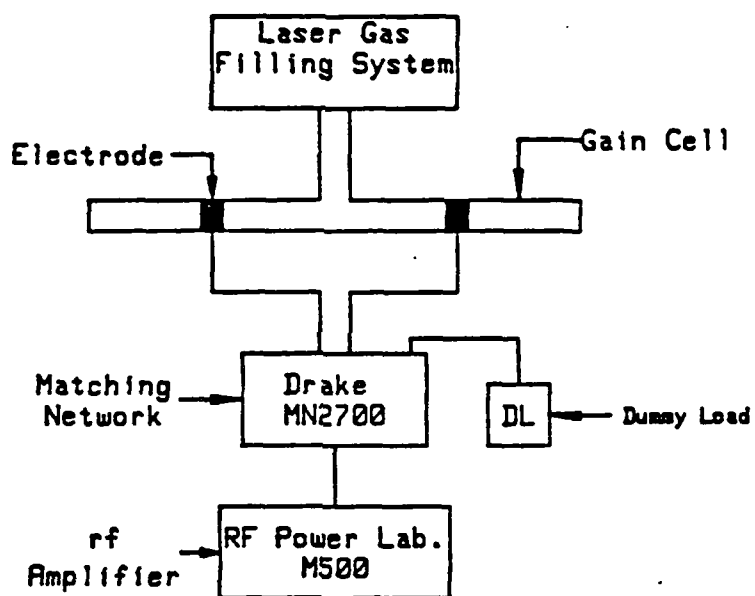 Laser Gas
Filling System
Electrode
Gain Cell
Matching
Network
Drake
MN2700
DL
Dummy Load
rf
Amplifier
RF Power Lab.
M500